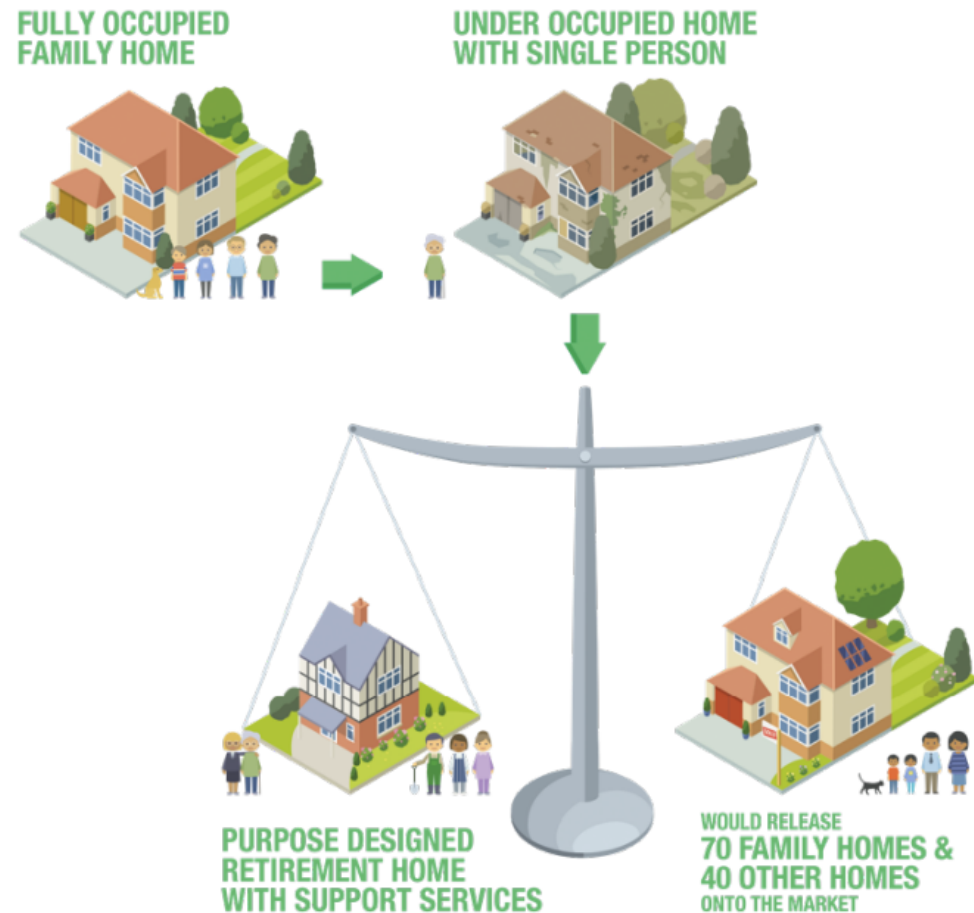 FULLY OCCUPIED
FAMILY HOME
UNDER OCCUPIED HOME
WITH SINGLE PERSON
PURPOSE DESIGNED
RETIREMENT HOME
WITH SUPPORT SERVICES
WOULD RELEASE
70 FAMILY HOMES &
40 OTHER HOMES
ONTO THE MARKET